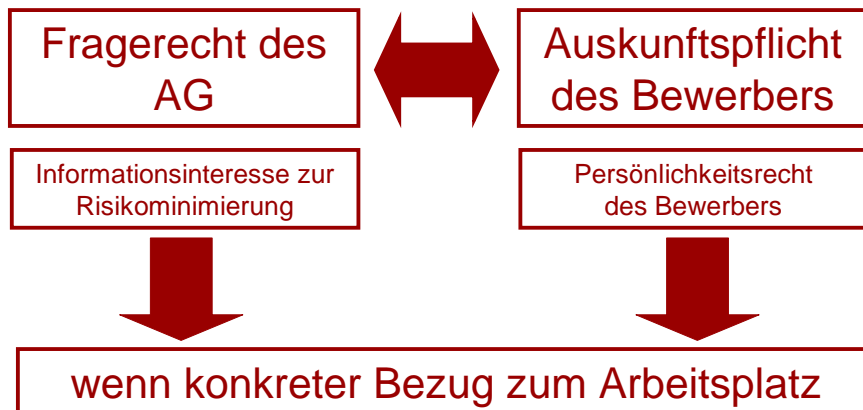 Fragerecht des
AG
Auskunftspflicht
des Bewerbers
Informationsinteresse zur
Risikominimierung
Persönlichkeitsrecht
des Bewerbers
wenn konkreter Bezug zum Arbeitsplatz